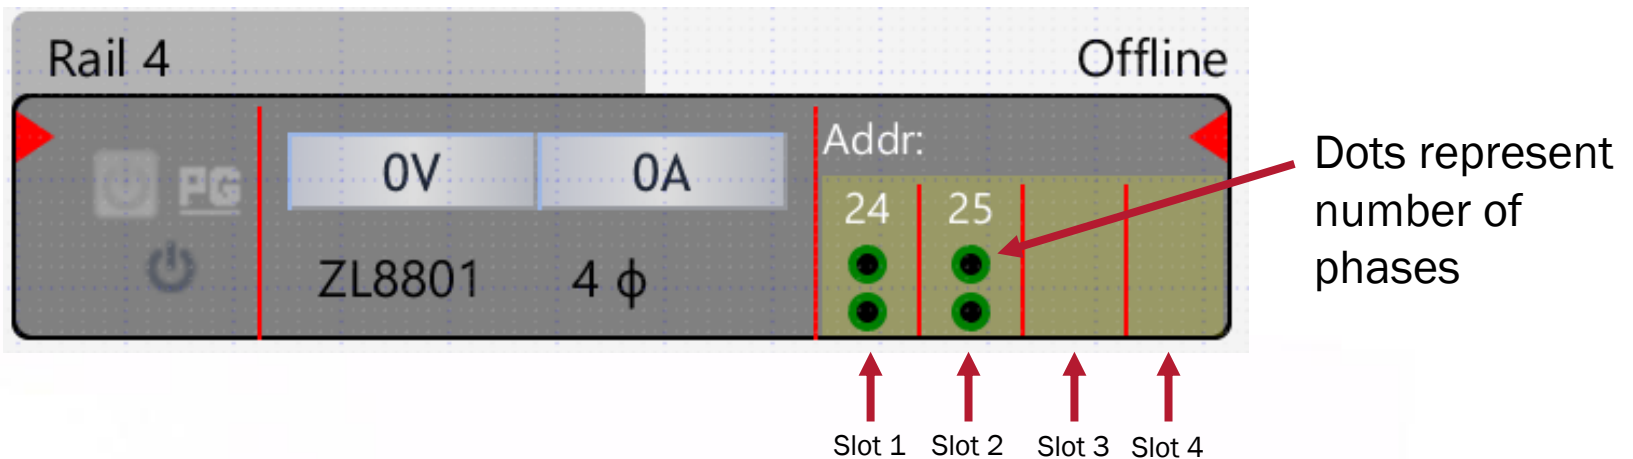 Rail 4
Offline
PG
0V 0A
Addr:
24 25
ZL8801 4 ϕ
Dots represent
number of
phases
Slot 1 Slot 2 Slot 3 Slot 4